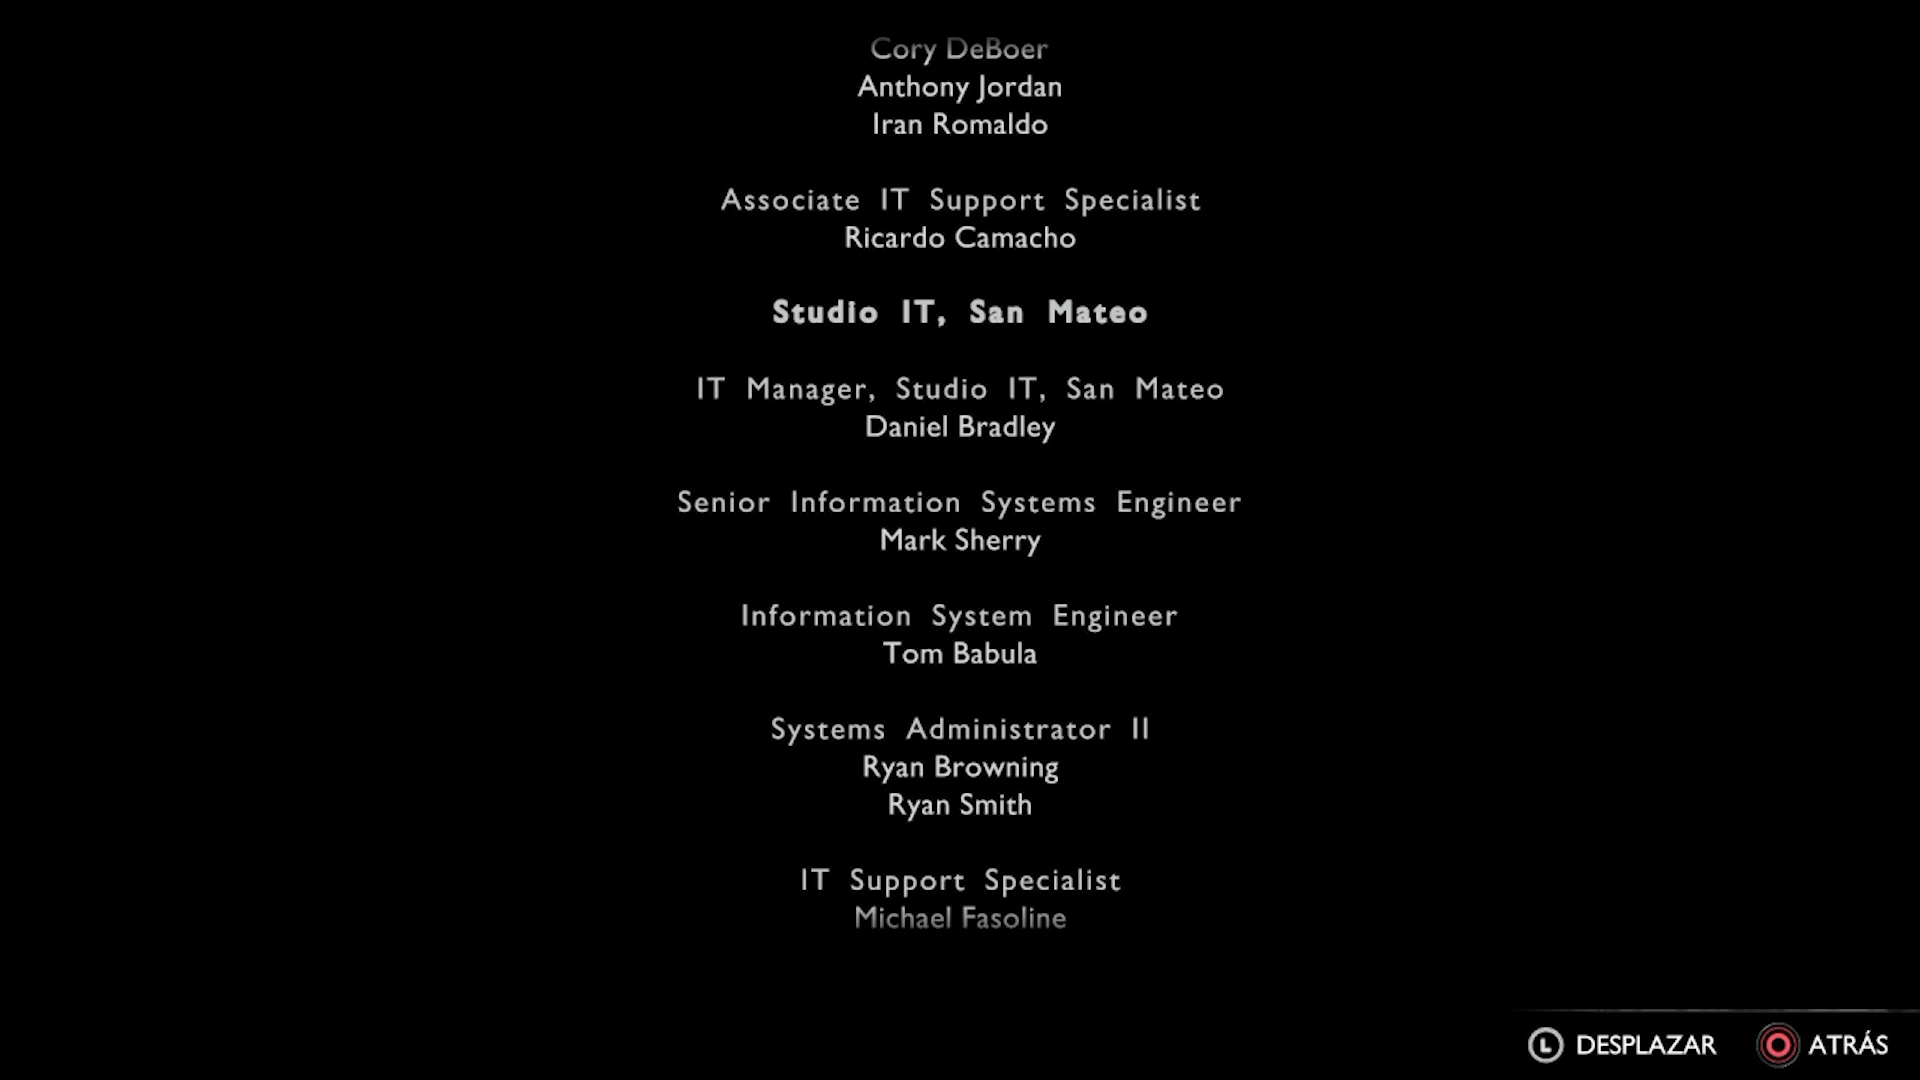 Cory DeBoer
Anthony Jordan
Iran Romaldo
Associate IT Support Specialist
Ricardo Camacho
Studio IT, San Mateo
IT Manager, Studio IT, San Mateo
Daniel Bradley
Senior Information Systems Engineer
Mark Sherry
Information System Engineer
Tom Babula
Systems Administrator II
Ryan Browning
Ryan Smith
IT Support Specialist
Michael Fasoline
L DESPLAZAR ATRÁS